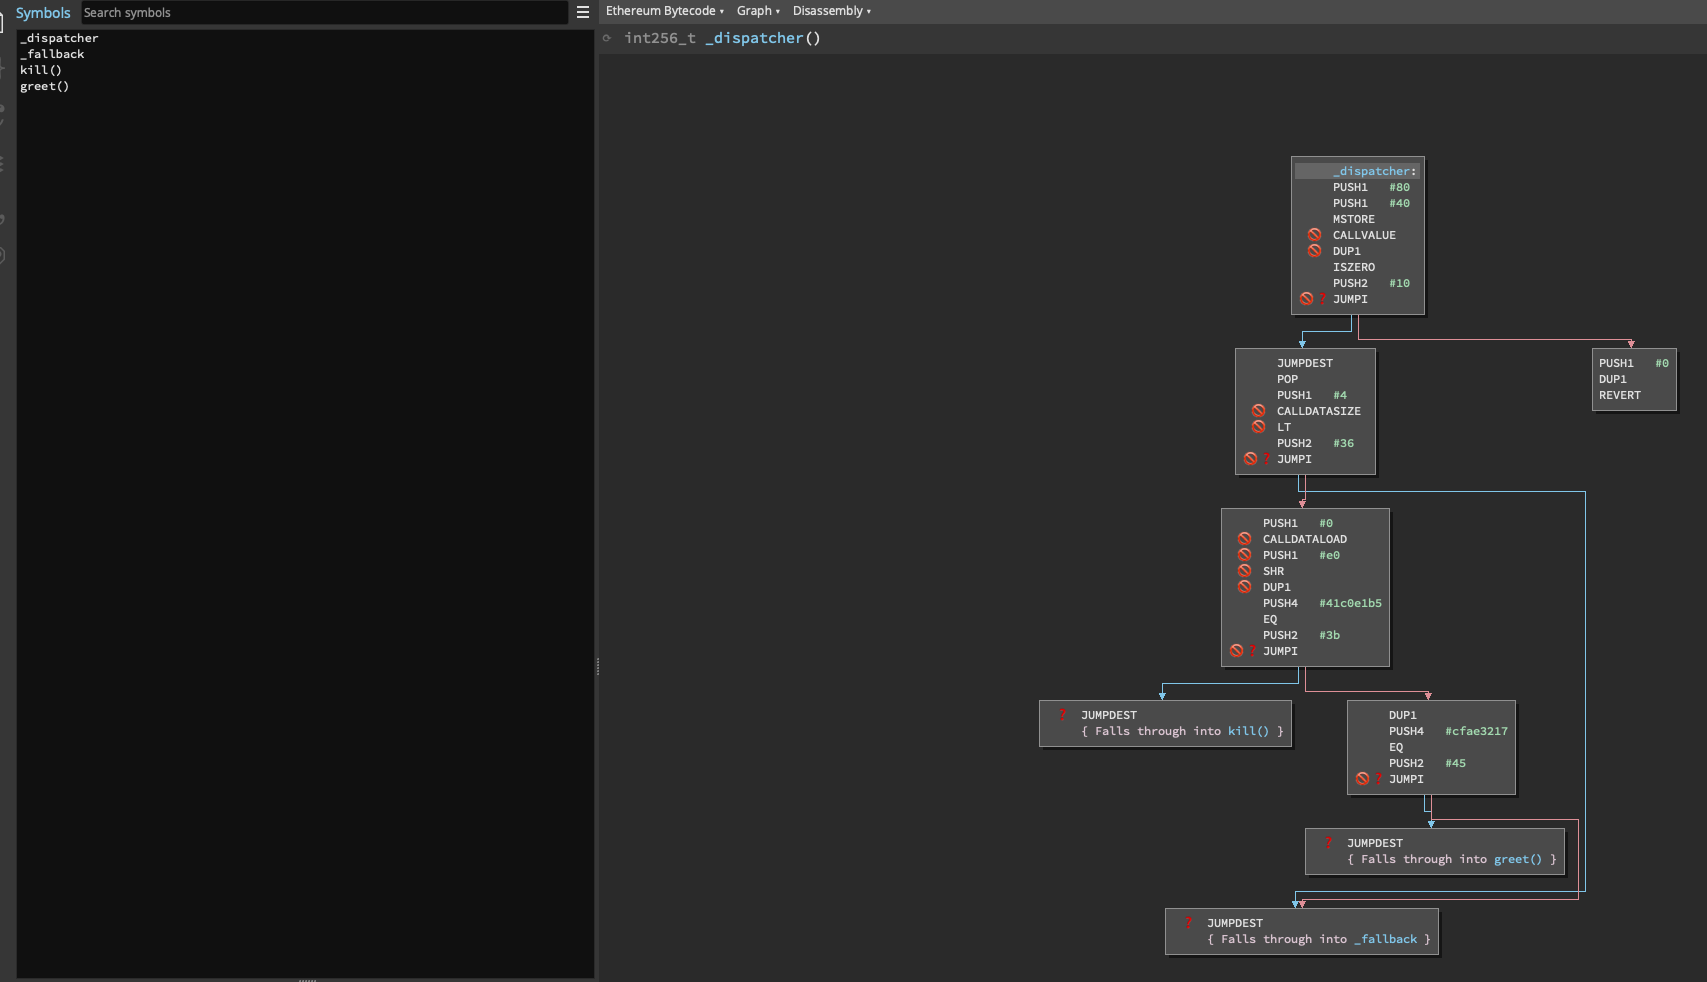 Symbols
Search symbols
Ethereum Bytecode
Graph
Disassembly
_dispatcher
_fallback
kill()
greet()
int256_t _dispatcher()
_dispatcher:
PUSH1 #80
PUSH1 #40
MSTORE
CALLVALUE
DUP1
ISZERO
PUSH2 #10
? JUMPI
JUMPDEST
POP
PUSH1 #4
CALLDATASIZE
LT
PUSH2 #36
? JUMPI
PUSH1 #0
DUP1
REVERT
PUSH1 #0
CALLDATALOAD
PUSH1 #e0
SHR
DUP1
PUSH4 #41c0e1b5
EQ
PUSH2 #3b
? JUMPI
? JUMPDEST
{ Falls through into kill() }
DUP1
PUSH4 #cfae3217
EQ
PUSH2 #45
? JUMPI
? JUMPDEST
{ Falls through into greet() }
? JUMPDEST
{ Falls through into _fallback }